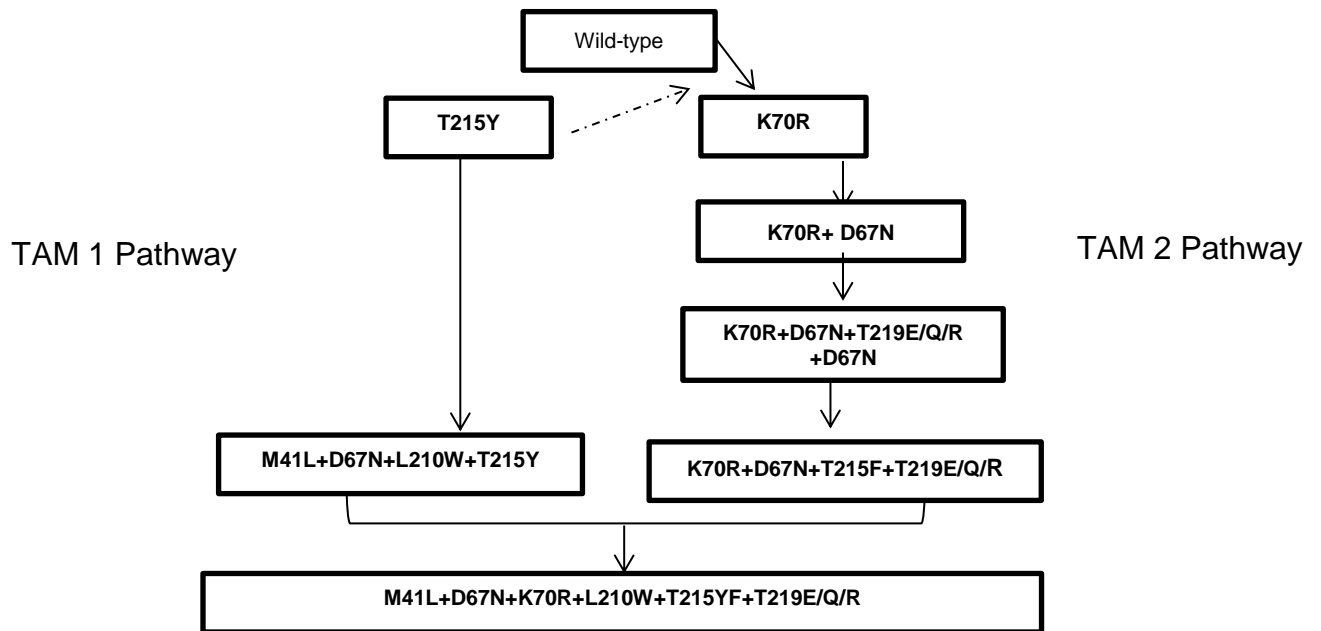 Wild-type
T215Y
K70R
K70R+ D67N
TAM 1 Pathway
TAM 2 Pathway
K70R+D67N+T219E/Q/R
+D67N
M41L+D67N+L210W+T215Y
K70R+D67N+T215F+T219E/Q/R
M41L+D67N+K70R+L210W+T215YF+T219E/Q/R